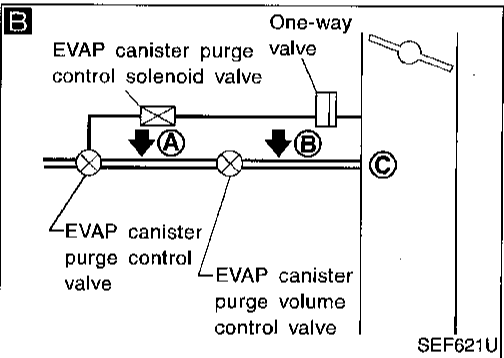 B
One-way
valve
EVAP canister purge
control solenoid valve
A
B
C
EVAP canister
purge control
valve
EVAP canister
purge volume
control valve
SEF621U